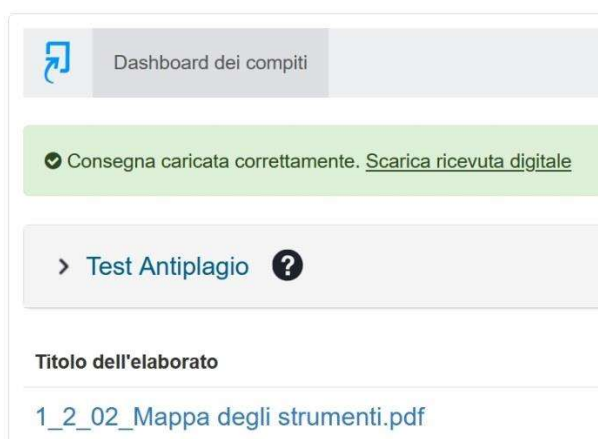 Dashboard dei compiti
Consegna caricata correttamente. Scarica ricevuta digitale
Test Antiplagio ?
Titolo dell'elaborato
1_2_02_Mappa degli strumenti.pdf